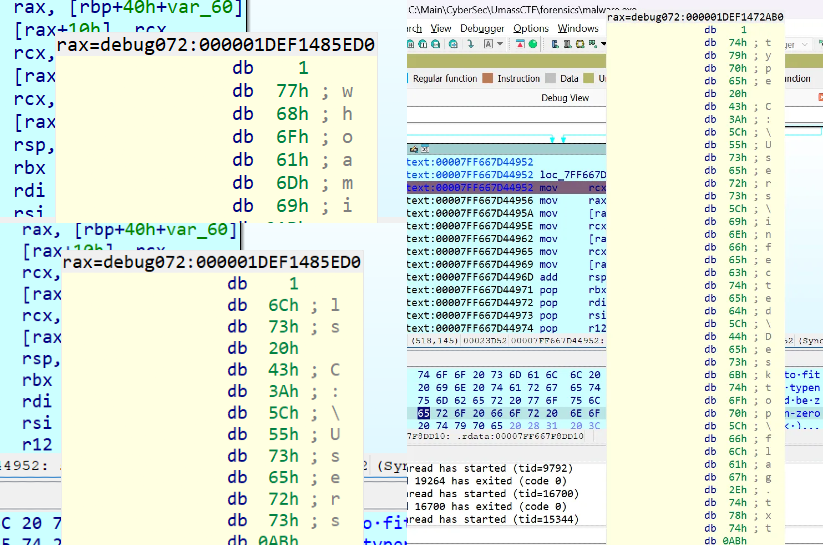 rax, [rbp+40h+var_60]
rcx,
[rax
rcx,
[rax
rsp,
rbx
rdi
rsi
rax=debug072:000001DEF1485ED0
db 1
db 77h ; w
db 68h ; h
db 6Fh ; o
db 61h ; a
db 6Dh ; m
db 69h ; i
rax, [rbp+40h+var_60]
[rax+10h], rcx
rcx,
[rax
rcx,
[rax
rsp,
rbx
rdi
rsi
r12
44952:
(Syn
rax=debug072:000001DEF1485ED0
db 1
db 6Ch ; l
db 73h ; s
db 20h
db 43h ; C
db 3Ah ; :
db 5Ch ; \
db 55h ; U
db 73h ; s
db 65h ; e
db 72h ; r
db 73h ; s
db 0ABh
C:\Main\CyberSec\UmassCTF\forensics\malware.exe
rch View Debugger Options Windows
Regular function Instruction Data Un
unction
Debug View
text:00007FF667D44952
text:00007FF667D44952 loc_7FF667D
text:00007FF667D44952 mov rcx
text:00007FF667D44956 mov rax
text:00007FF667D4495A mov [ra
text:00007FF667D4495E mov rcx
text:00007FF667D44962 mov [ra
text:00007FF667D44965 mov rcx
text:00007FF667D44969 mov [ra
text:00007FF667D4496D add rsp
text:00007FF667D44971 pop rbx
text:00007FF667D44972 pop rdi
text:00007FF667D44973 pop rsi
text:00007FF667D44974 pop r12
(518,145) 00023D52 00007FF667D44952:
52 (Sync
74 6F 6F 20 73 6D 61 6C 6C 20
to·fit
20 69 6E 20 74 61 72 67 65 74
·typen
75 6D 62 65 72 20 77 6F 75 6C
d·be·z
65 72 6F 20 66 6F 72 20 6E 6F
n-zero
20 74 79 70 65 20 28 31 20 3C
7F8DD10: .rdata:00007FF667F8DD10
read has started (tid=9792)
d 19264 has exited (code 0)
read has started (tid=16700)
16700 has exited (code 0)
read has started (tid=15344)
rax=debug072:000001DEF1472AB0
db 1
db 74h ; t
db 79h ; y
db 70h ; p
db 65h ; e
db 20h
db 43h ; C
db 3Ah ; :
db 5Ch ; \
db 55h ; U
db 73h ; s
db 65h ; e
db 72h ; r
db 73h ; s
db 5Ch ; \
db 69h ; i
db 6Eh ; n
db 66h ; f
db 65h ; e
db 63h ; c
db 74h ; t
db 65h ; e
db 64h ; d
db 5Ch ; \
db 44h ; D
db 65h ; e
db 73h ; s
db 6Bh ; k
db 74h ; t
db 6Fh ; o
db 70h ; p
db 5Ch ; \
db 66h ; f
db 6Ch ; l
db 61h ; a
db 67h ; g
db 2Eh ; .
db 74h ; t
db 78h ; x
db 74h ; t
db 0ABh